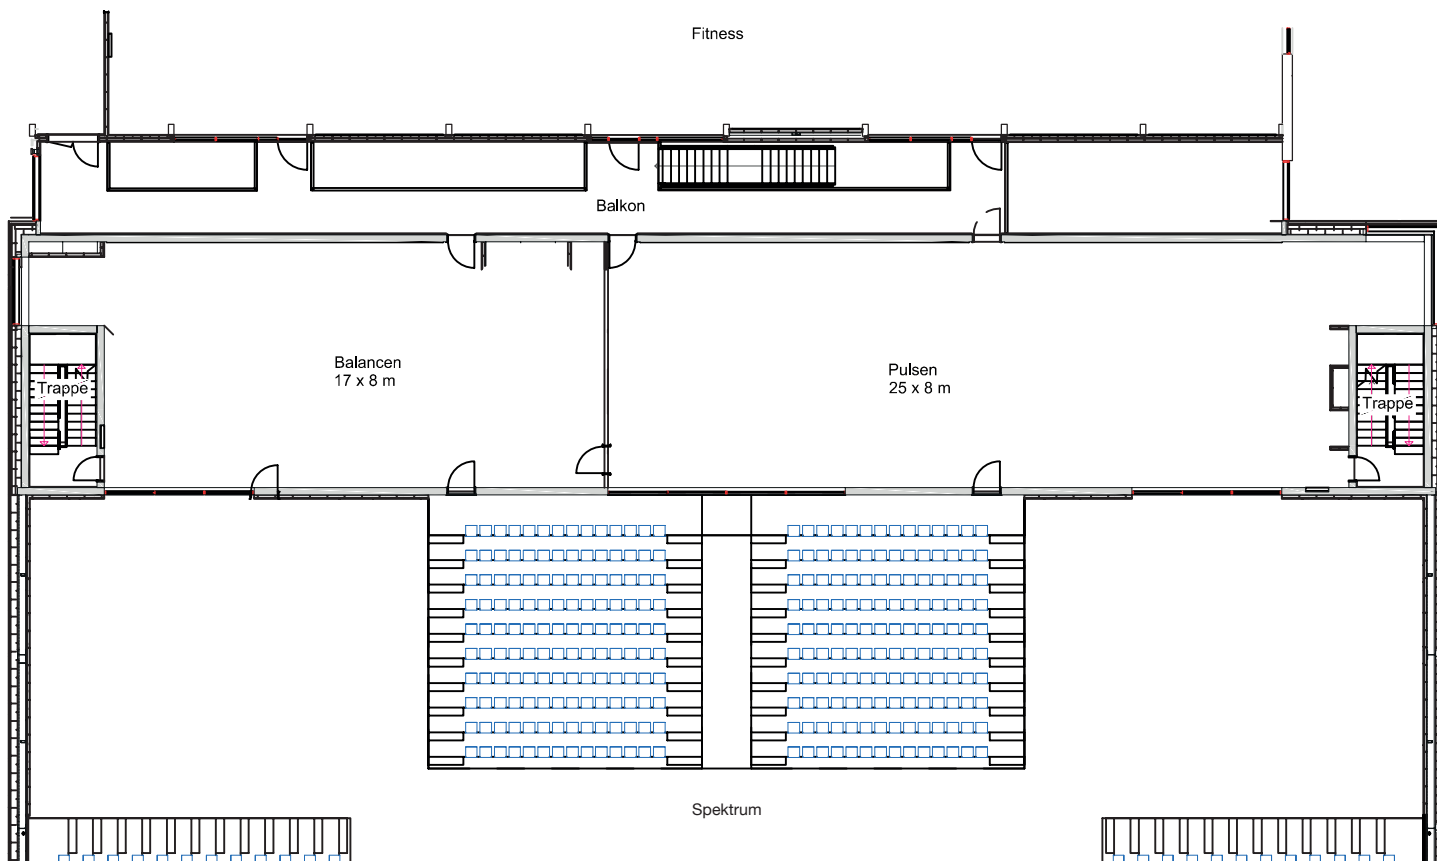 Fitness
Balkon
Balancen
17 x 8 m
Pulsen
25 x 8 m
Trappe
Trappe
Spektrum